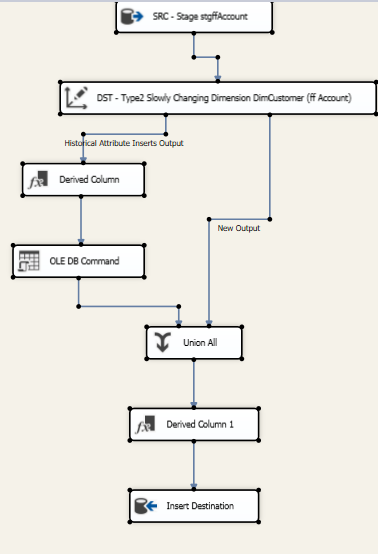 SRC - Stage stgffAccount
DST - Type2 Slowly Changing Dimension DimCustomer (ff Account)
Historical Attribute Inserts Output
Derived Column
New Output
OLE DB Command
Union All
Derived Column 1
Insert Destination